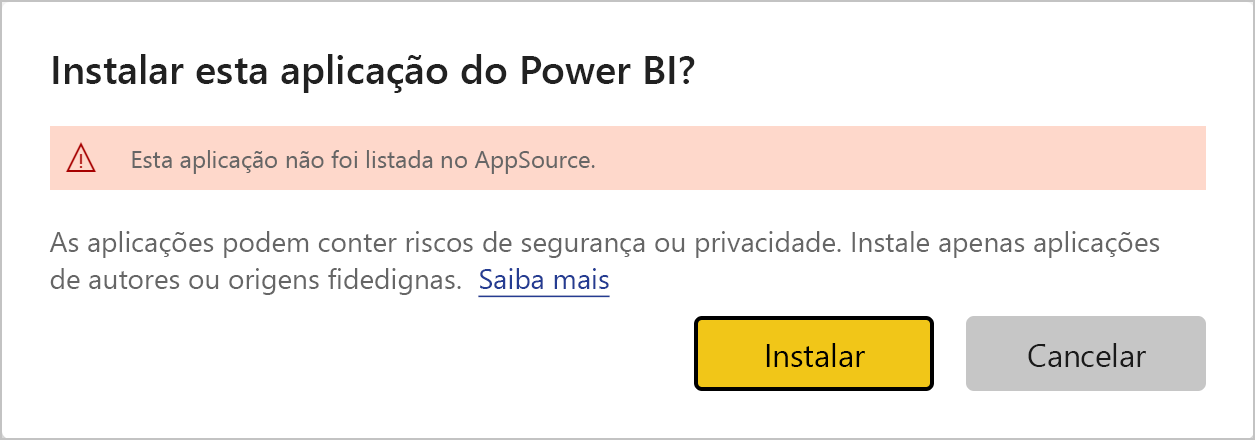 Instalar esta aplicação do Power BI?
Esta aplicação não foi listada no AppSource.
As aplicações podem conter riscos de segurança ou privacidade. Instale apenas aplicações
de autores ou origens fidedignas. Saiba mais
Instalar Cancelar